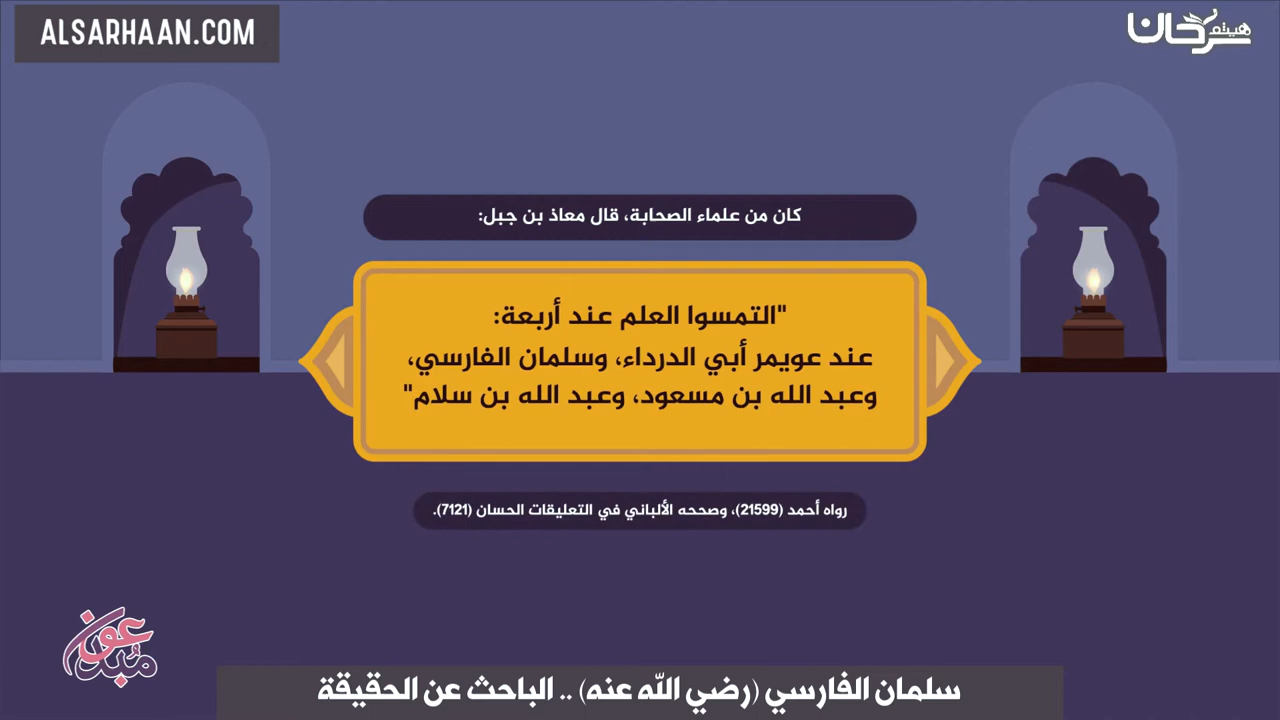 ALSARHAAN.COM
هيثم سرحان
كان من علماء الصحابة، قال معاذ بن جبل:
"التمسوا العلم عند أربعة:
عند عويمر أبي الدرداء، وسلمان الفارسي،
وعبد الله بن مسعود، وعبد الله بن سلام"
رواه أحمد (21599)، وصححه الألباني في التعليقات الحسان (7121).
مبدعون
سلمان الفارسي (رضي الله عنه) .. الباحث عن الحقيقة